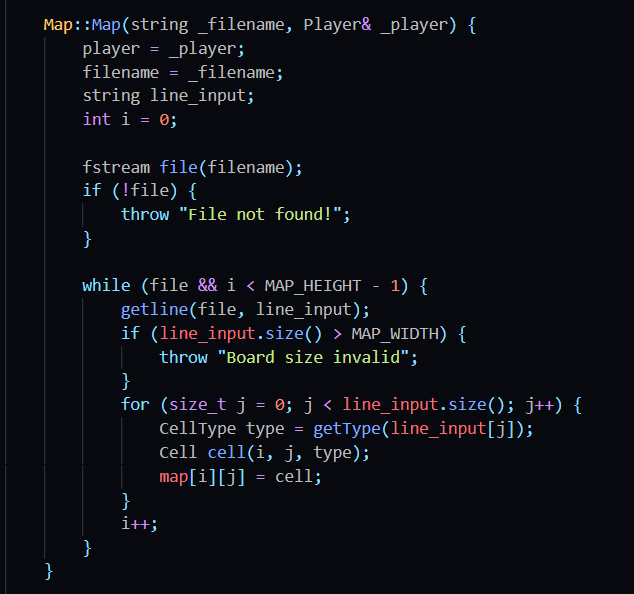 Map::Map(string _filename, Player& _player) {
    player = _player;
    filename = _filename;
    string line_input;
    int i = 0;

    fstream file(filename);
    if (!file) {
        throw "File not found!";
    }

    while (file && i < MAP_HEIGHT - 1) {
        getline(file, line_input);
        if (line_input.size() > MAP_WIDTH) {
            throw "Board size invalid";
        }
        for (size_t j = 0; j < line_input.size(); j++) {
            CellType type = getType(line_input[j]);
            Cell cell(i, j, type);
            map[i][j] = cell;
        }
        i++;
    }
}